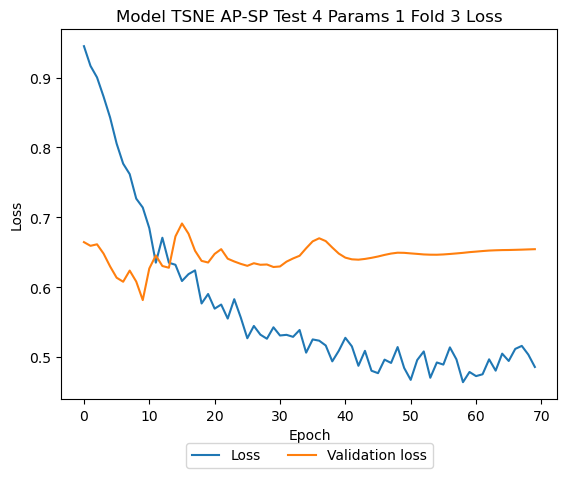 Model TSNE AP-SP Test 4 Params 1 Fold 3 Loss
Loss
0.9
0.8
0.7
0.6
0.5
0 10 20 30 40 50 60 70
Epoch
Loss Validation loss